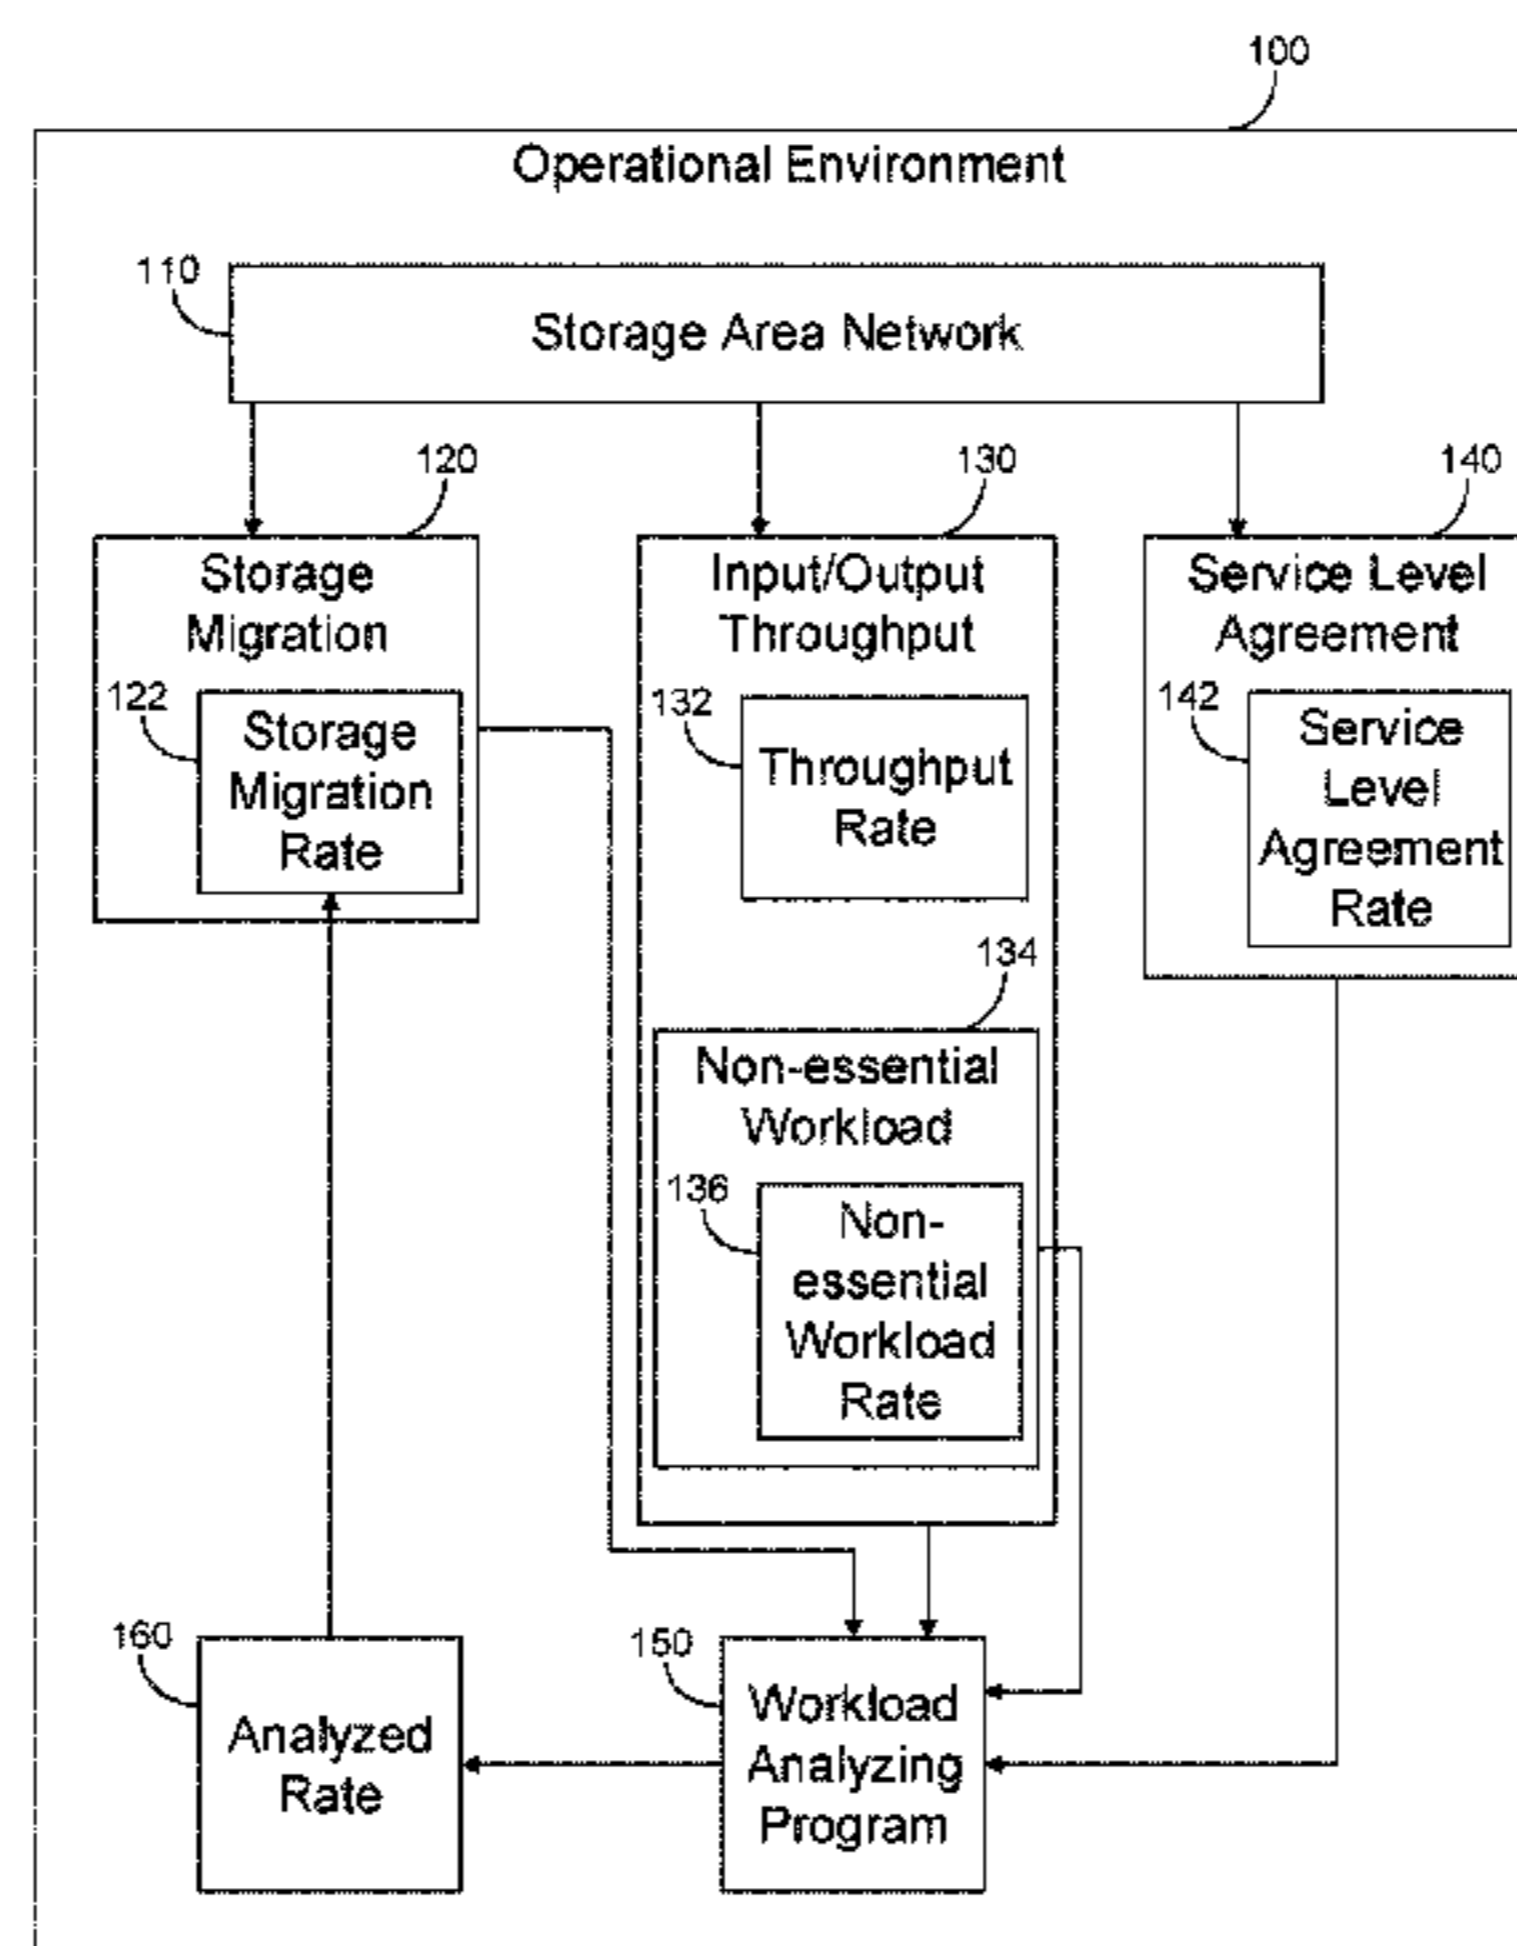 100
Operational Environment
110
Storage Area Network
120
130
140
Storage
Migration
Input/Output
Throughput
Service Level
Agreement
122
Storage
Migration
Rate
132
Throughput
Rate
142
Service
Level
Agreement
Rate
134
Non-essential
Workload
136
Non-
essential
Workload
Rate
160
Analyzed
Rate
150
Workload
Analyzing
Program